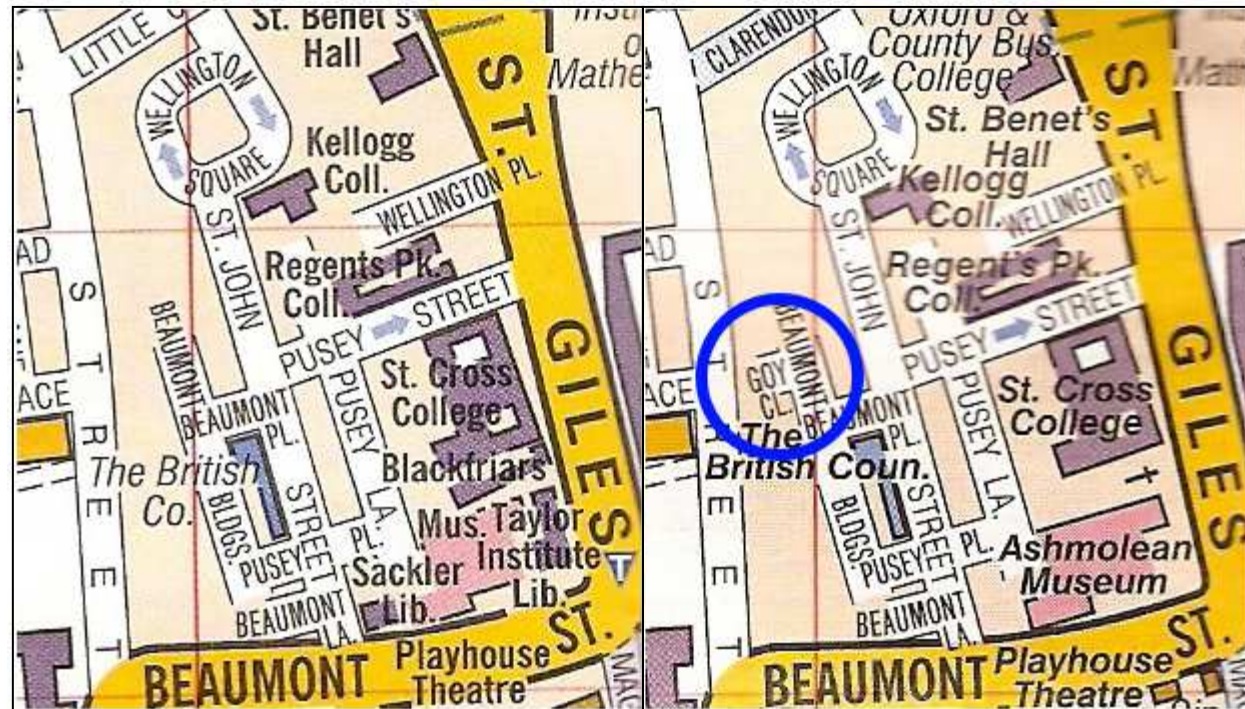 LITTLE C
St. Benet's
Hall
Mathe
WELLINGTON
SQUARE
Kellogg
Coll.
WELLINGTON PL.
ST. GILES
AD
Regents Pk.
Coll.
ST. JOHN
STREET
BEAUMONT
PUSEY STREET
ACE
BEAUMONT
PL.
PUSEY
LA.
St. Cross
College
The British
Co.
Blackfriars
BLDGS.
STREET
PUSEY
PL.
Mus.
Taylor
Institute
Lib.
Sackler
Lib.
T
BEAUMONT
LA.
BEAUMONT
ST.
Playhouse
Theatre
MAG
CLARENDO
Oxford &
County Bus.
College
Math
WELLINGTON
SQUARE
St. Benet's
Hall
Kellogg
Coll.
WELLINGTON PL.
ST. GILES
AD
Regent's Pk.
Coll.
ST. JOHN
STREET
BEAUMONT
GOY
CL.
PUSEY STREET
ACE
BEAUMONT
PL.
PUSEY LA.
St. Cross
College
The
British Coun.
BLDGS.
STREET
PUSEY
PL.
Ashmolean
Museum
BEAUMONT
LA.
BEAUMONT
ST.
Playhouse
Theatre